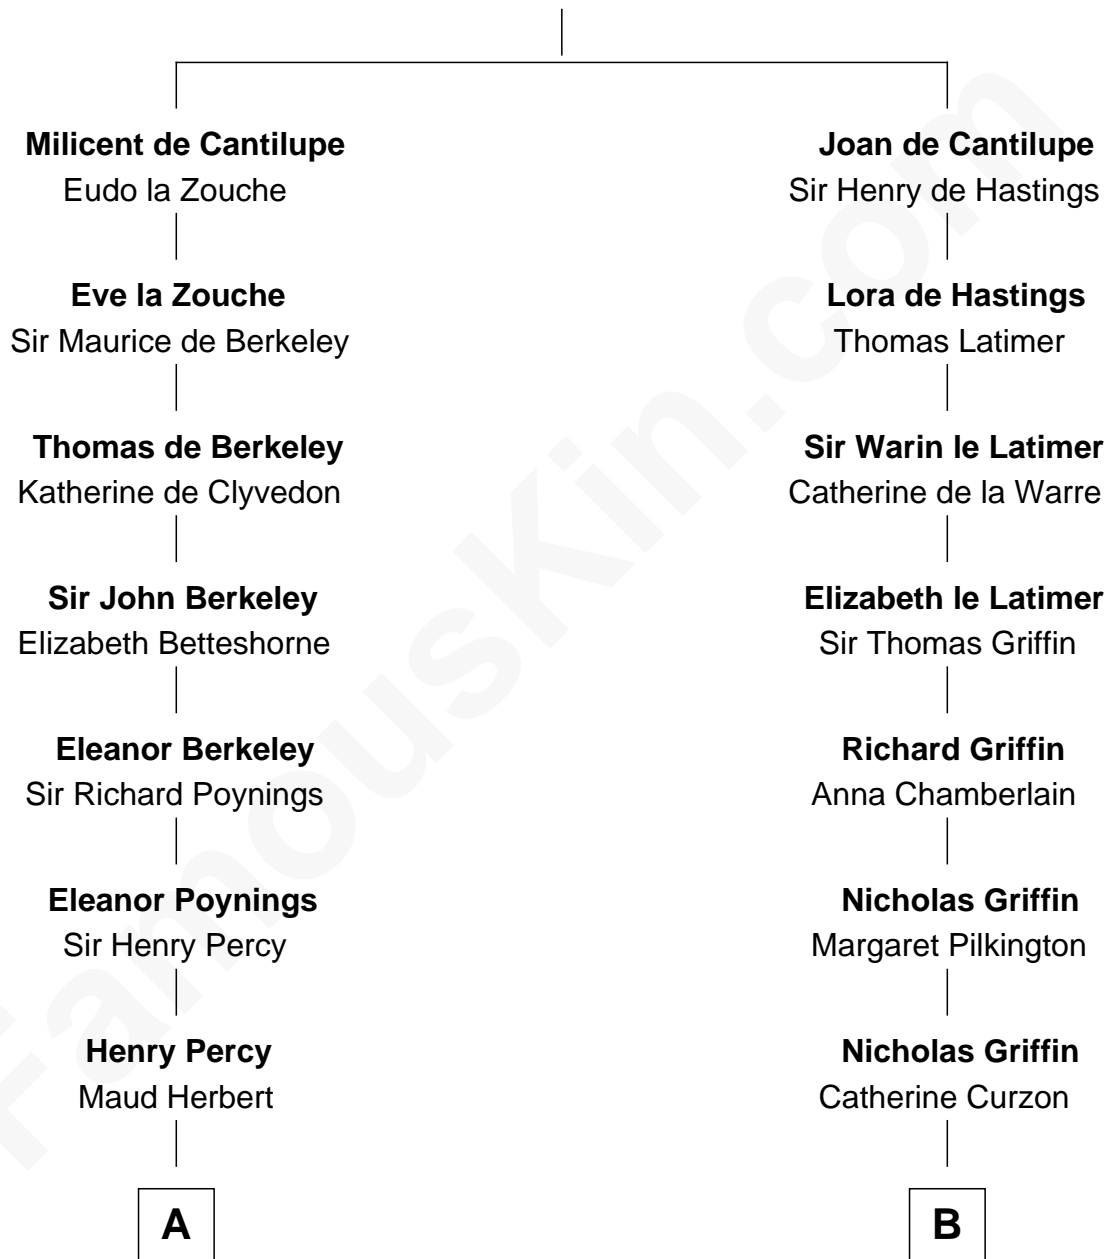 Milicent de Cantilupe
Eudo la Zouche
Eve la Zouche
Sir Maurice de Berkeley
Thomas de Berkeley
Katherine de Clyvedon
Sir John Berkeley
Elizabeth Betteshorne
Eleanor Berkeley
Sir Richard Poynings
Eleanor Poynings
Sir Henry Percy
Henry Percy
Maud Herbert
A
Joan de Cantilupe
Sir Henry de Hastings
Lora de Hastings
Thomas Latimer
Sir Warin le Latimer
Catherine de la Warre
Elizabeth le Latimer
Sir Thomas Griffin
Richard Griffin
Anna Chamberlain
Nicholas Griffin
Margaret Pilkington
Nicholas Griffin
Catherine Curzon
B
FamousKin.com